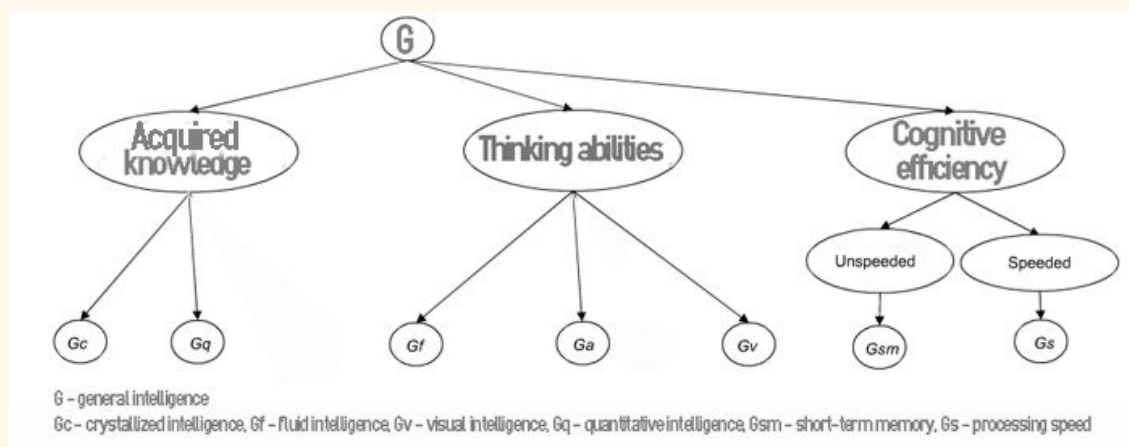 G
Acquired
knowledge
Thinking abilities
Cognitive
efficiency
Unspeeded
Speeded
Gc
Gq
Gf
Ga
Gv
Gsm
Gs
G - general intelligence
Gc - crystallized intelligence, Gf - fluid intelligence, Gv - visual intelligence, Gq - quantitative intelligence, Gsm - short-term memory, Gs - processing speed